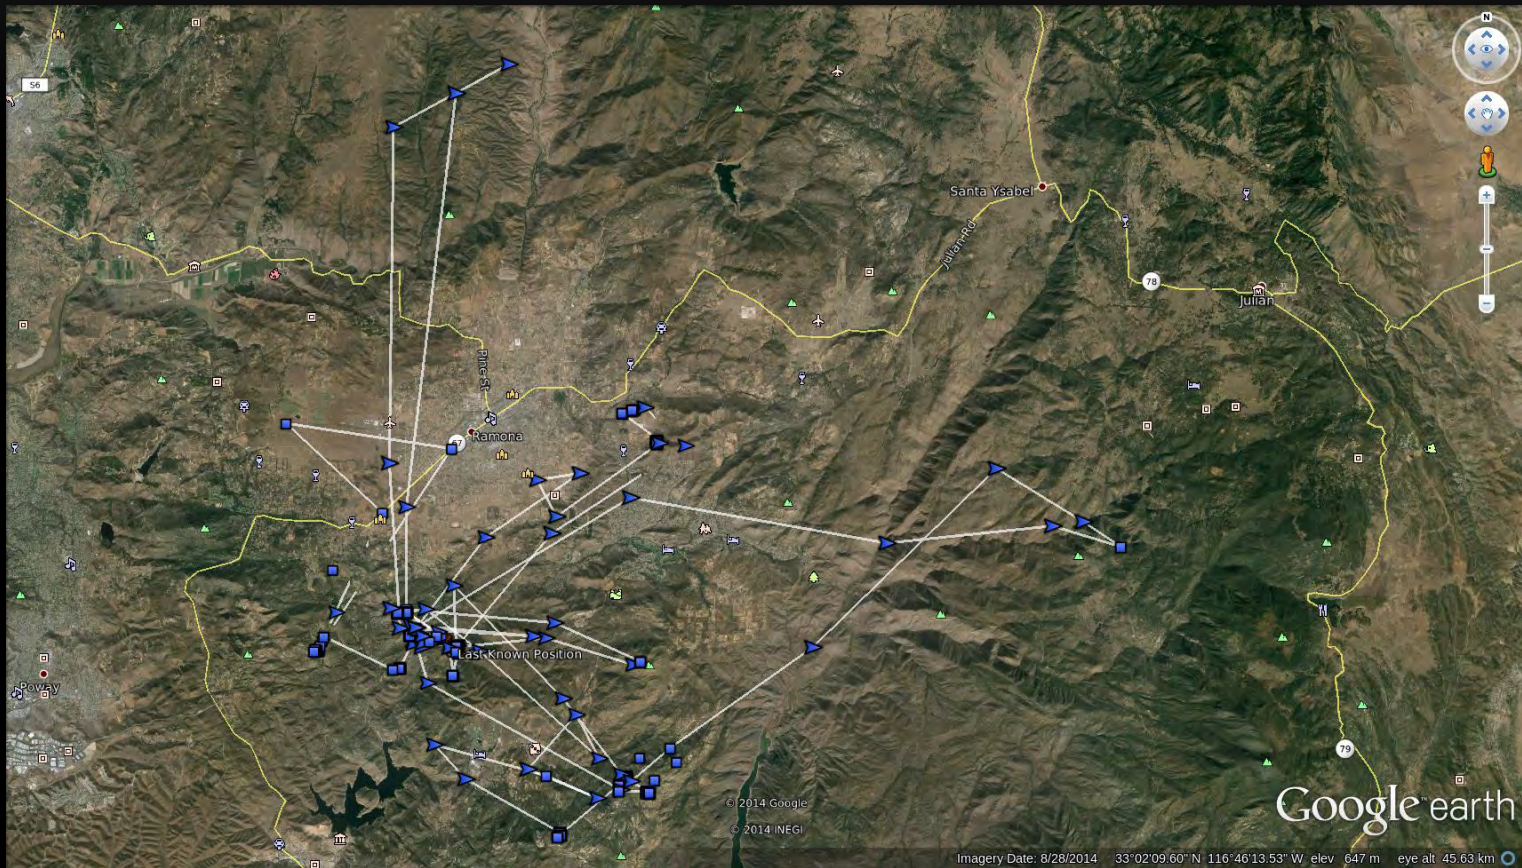 N
56
Santa Ysabel
Julian Rd
78
Julian
Pine St
67
Ramona
Last Known Position
Poway
79
© 2014 Google
© 2014 INEGI
Google earth
Imagery Date: 8/28/2014 33°02'09.60" N 116°46'13.53" W elev 647 m eye alt 45.63 km